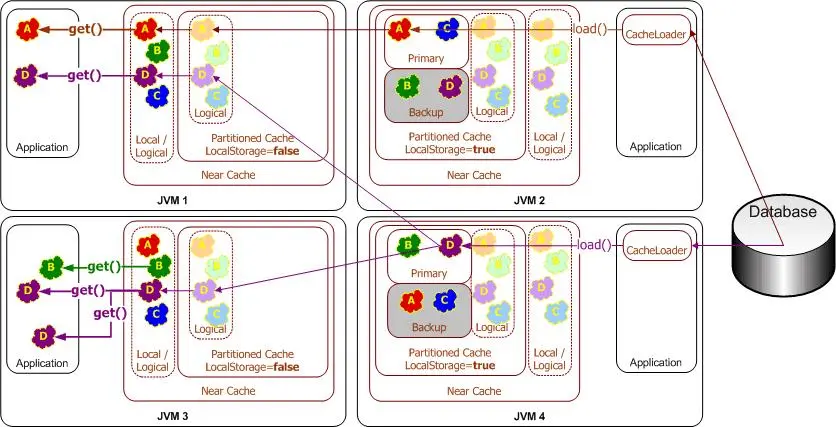 A
get()
A
A
B
D
get()
D
D
C
C
Logical
Local /
Logical
Partitioned Cache
LocalStorage=false
Application
Near Cache
JVM 1
A
C
Primary
B
D
Backup
B
D
C
Logical
D
C
Local /
Logical
Partitioned Cache
LocalStorage=true
Near Cache
load()
CacheLoader
Application
JVM 2
Database
A
B
get()
B
D
get()
D
D
get()
D
C
C
Logical
Local /
Logical
Partitioned Cache
LocalStorage=false
Application
Near Cache
JVM 3
B
D
Primary
A
C
Backup
D
C
Logical
D
C
Local /
Logical
Partitioned Cache
LocalStorage=true
Near Cache
load()
CacheLoader
Application
JVM 4